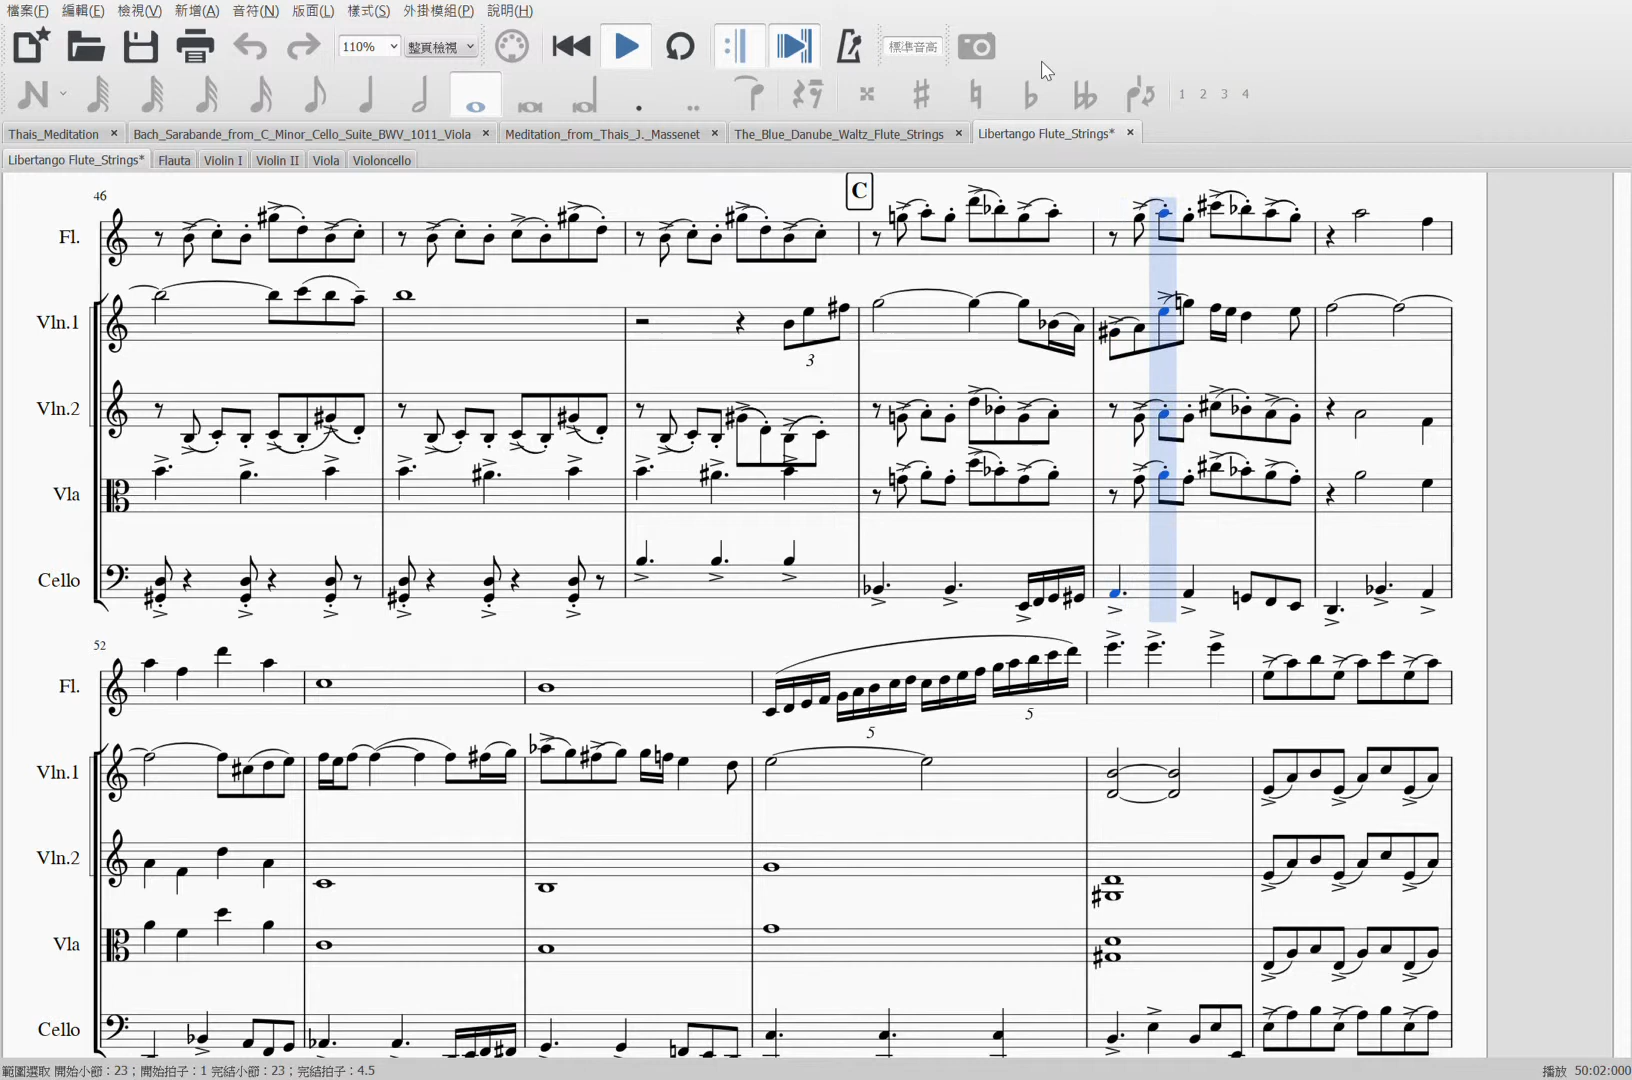 檔案(F) 編輯(E) 檢視(V) 新增(A) 音符(N) 版面(L) 樣式(S) 外掛模組(P) 說明(H)
110% 整頁檢視 標準音高
1 2 3 4
Thais_Meditation × Bach_Sarabande_from_C_Minor_Cello_Suite_BWV_1011_Viola × Meditation_from_Thais_J._Massenet × The_Blue_Danube_Waltz_Flute_Strings × Libertango Flute_Strings* ×
Libertango Flute_Strings* Flauta Violin I Violin II Viola Violoncello
46 C
Fl.
Vln.1
3
Vln.2
Vla
Cello
52
Fl.
5 5
Vln.1
Vln.2
Vla
Cello
範圍選取 開始小節：23；開始拍子：1 完結小節：23；完結拍子：4.5 播放 50:02:000